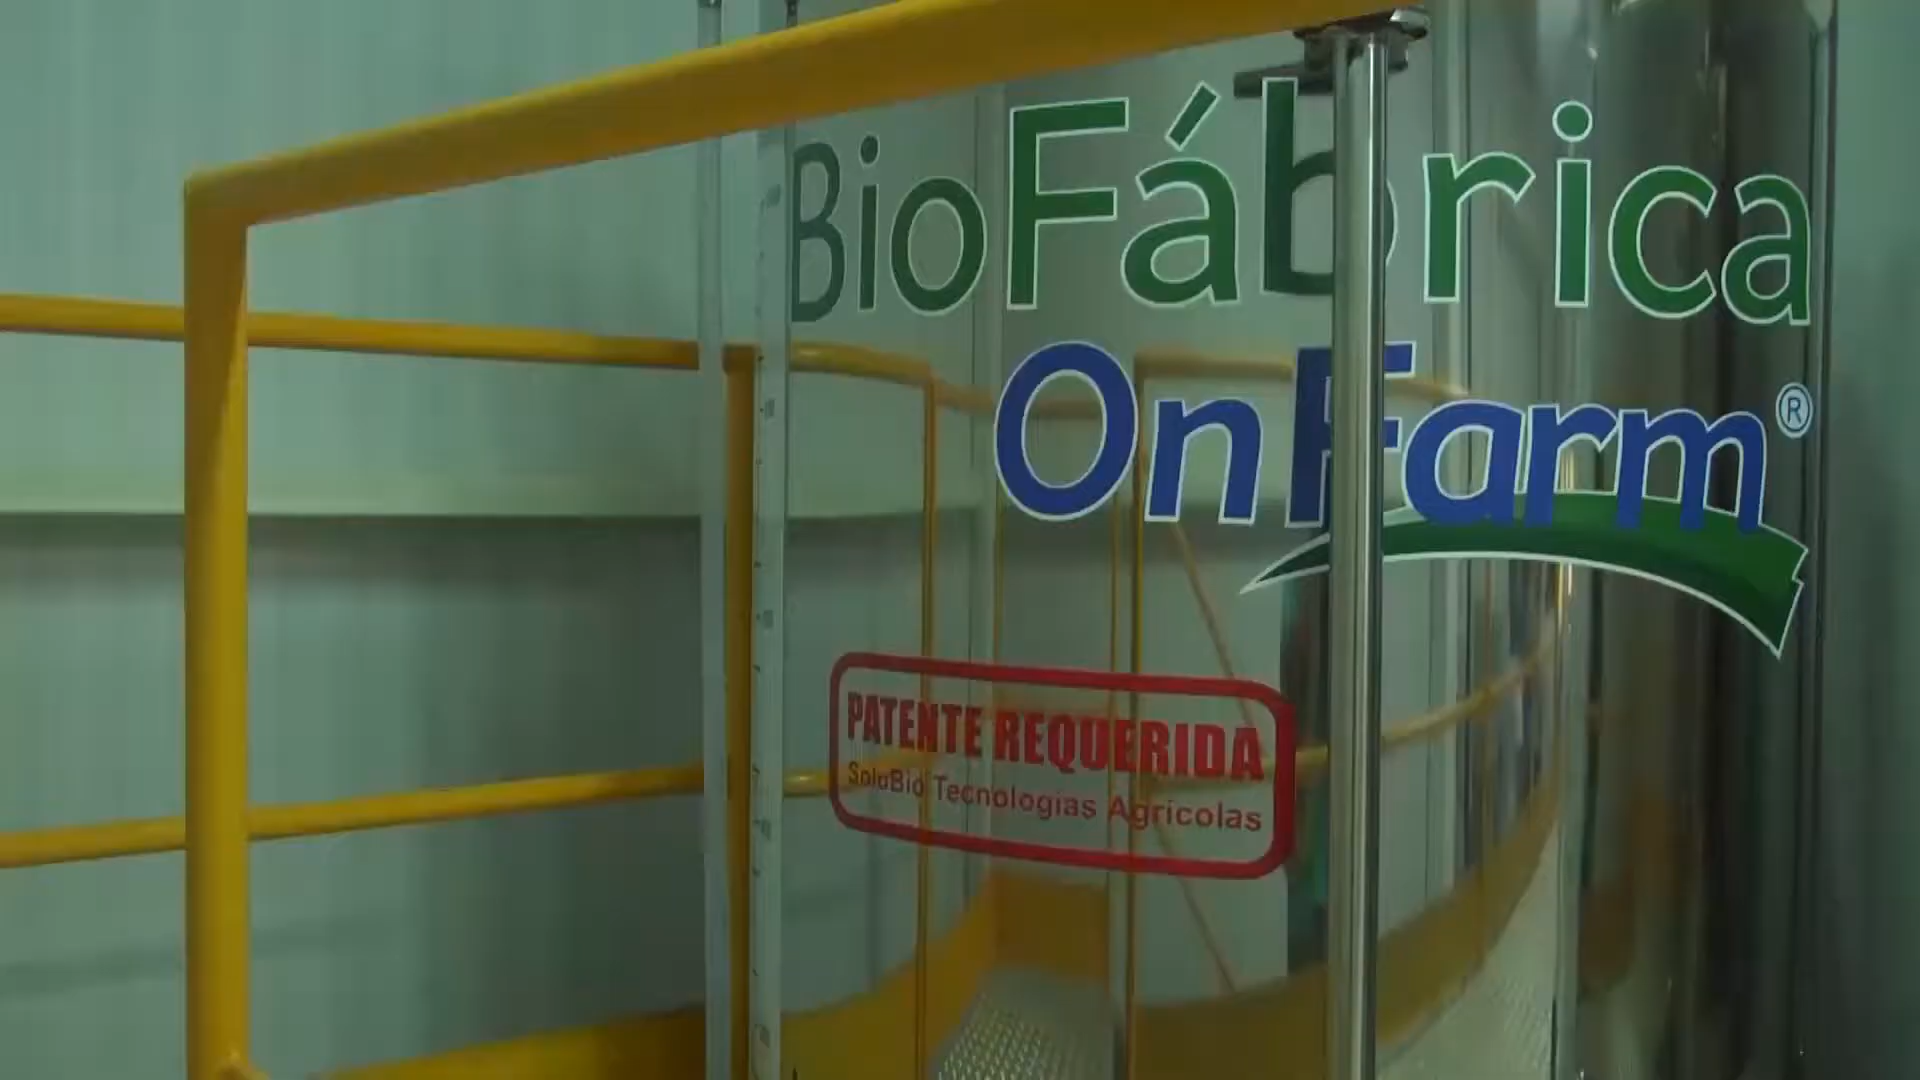 BioFábrica
OnFarm®
PATENTE REQUERIDA
SoluBio Tecnologias Agrícolas